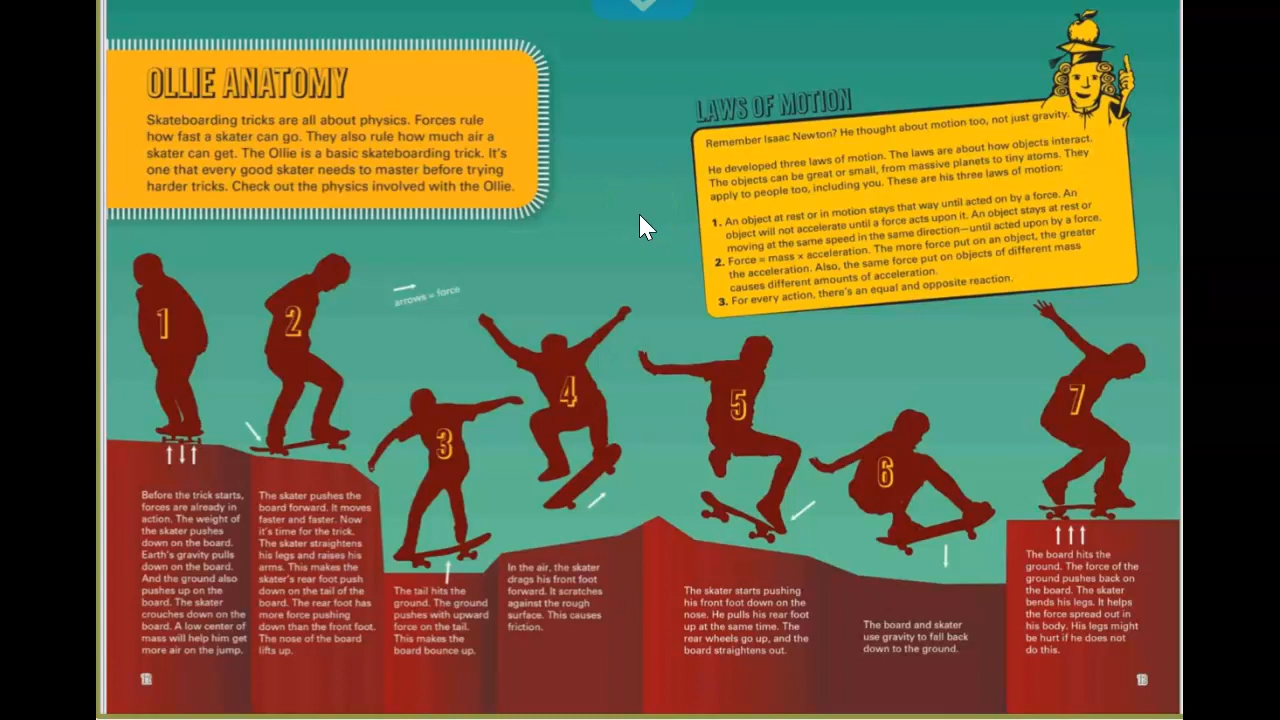 OLLIE ANATOMY
Skateboarding tricks are all about physics. Forces rule
how fast a skater can go. They also rule how much air a
skater can get. The Ollie is a basic skateboarding trick. It's
one that every good skater needs to master before trying
harder tricks. Check out the physics involved with the Ollie.
LAWS OF MOTION
Remember Isaac Newton? He thought about motion too, not just gravity.
He developed three laws of motion. The laws are about how objects interact.
The objects can be great or small, from massive planets to tiny atoms. They
apply to people too, including you. These are his three laws of motion:
1. An object at rest or in motion stays that way until acted on by a force. An
object will not accelerate until a force acts upon it. An object stays at rest or
moving at the same speed in the same direction—until acted upon by a force.
2. Force = mass x acceleration. The more force put on an object, the greater
the acceleration. Also, the same force put on objects of different mass
causes different amounts of acceleration.
3. For every action, there's an equal and opposite reaction.
arrows = force
1
Before the trick starts,
forces are already in
action. The weight of
the skater pushes
down on the board.
Earth's gravity pulls
down on the board.
And the ground also
pushes up on the
board. The skater
crouches down on the
board. A low center of
mass will help him get
more air on the jump.
2
The skater pushes the
board forward. It moves
faster and faster. Now
it's time for the trick.
The skater straightens
his legs and raises his
arms. This makes the
skater's rear foot push
down on the tail of the
board. The rear foot has
more force pushing
down than the front foot.
The nose of the board
lifts up.
3
The tail hits the
ground. The ground
pushes with upward
force on the tail.
This makes the
board bounce up.
4
In the air, the skater
drags his front foot
forward. It scratches
against the rough
surface. This causes
friction.
5
The skater starts pushing
his front foot down on the
nose. He pulls his rear foot
up at the same time. The
rear wheels go up, and the
board straightens out.
6
The board and skater
use gravity to fall back
down to the ground.
7
The board hits the
ground. The force of the
ground pushes back on
the board. The skater
bends his legs. It helps
the force spread out in
his body. His legs might
be hurt if he does not
do this.
12
13